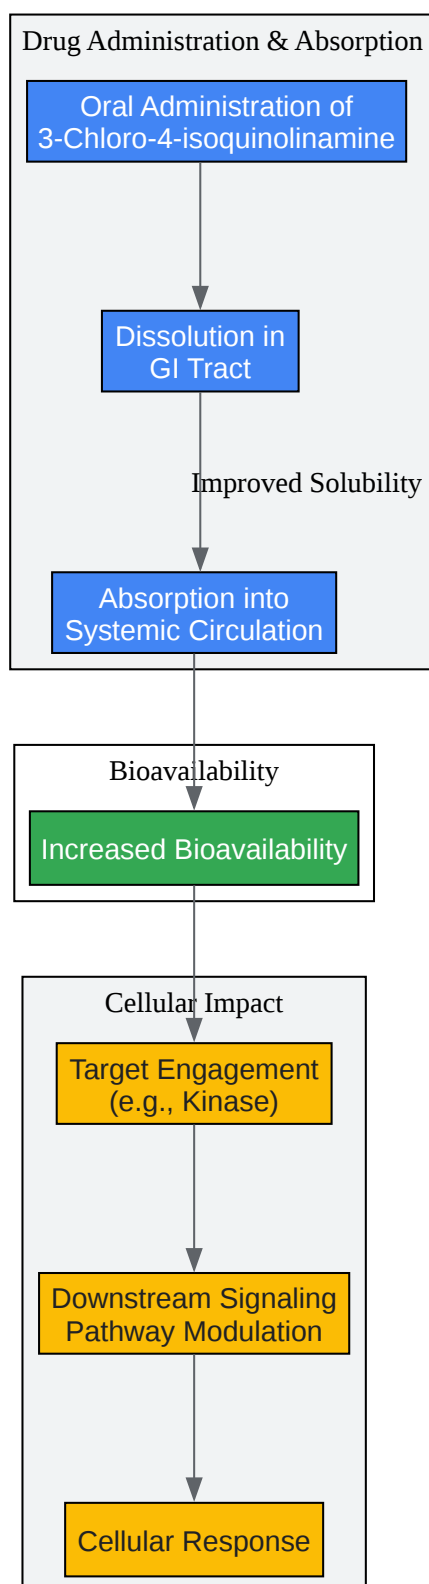 Drug Administration & Absorption
Oral Administration of
3-Chloro-4-isoquinolinamine
Dissolution in
GI Tract
Improved Solubility
Absorption into
Systemic Circulation
Bioavailability
Increased Bioavailability
Cellular Impact
Target Engagement
(e.g., Kinase)
Downstream Signaling
Pathway Modulation
Cellular Response